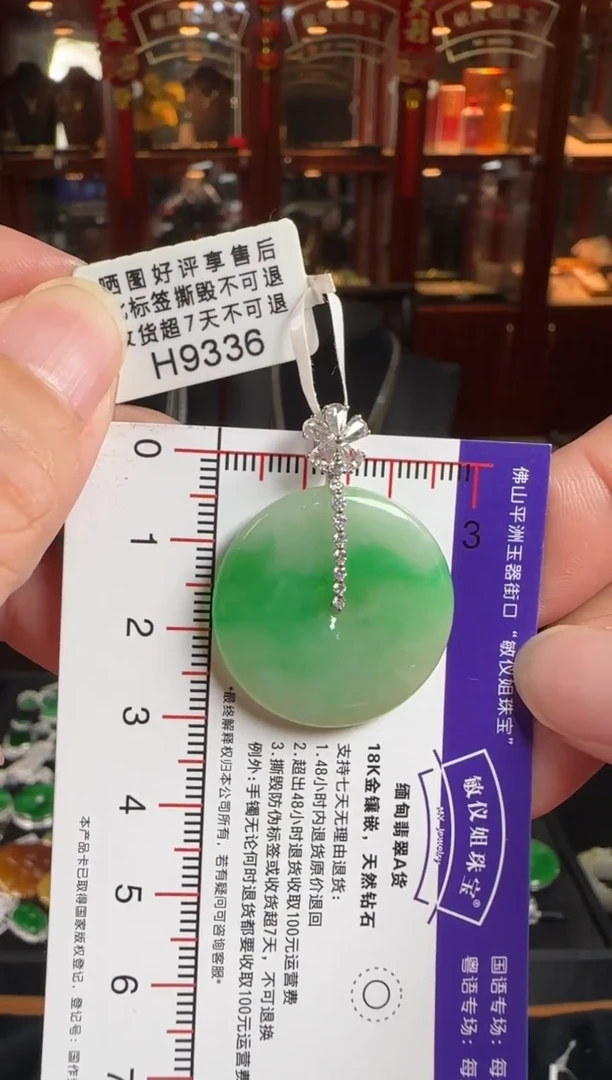 晒图好评享售后
标签撕毁不可退
收货超7天不可退
H9336
0
1
2
3
4
5
6
7
3
佛山平洲玉器街口“敏仪姐珠宝”
敏仪姐珠宝®
MY Jewelry
缅甸翡翠A货
18K金镶嵌，天然钻石
支持七天无理由退货：
1. 48小时内退货原价退回
2. 超出48小时退货收取100元运营费
3. 撕毁防伪标签或收货超7天，不可退换
例外：手镯无论何时退货都要收取100元运营费
*最终解释权归本公司所有，若有疑问可咨询客服*
国语专场：每
粤语专场：每
本产品卡已取得国家版权登记，登记号：国作